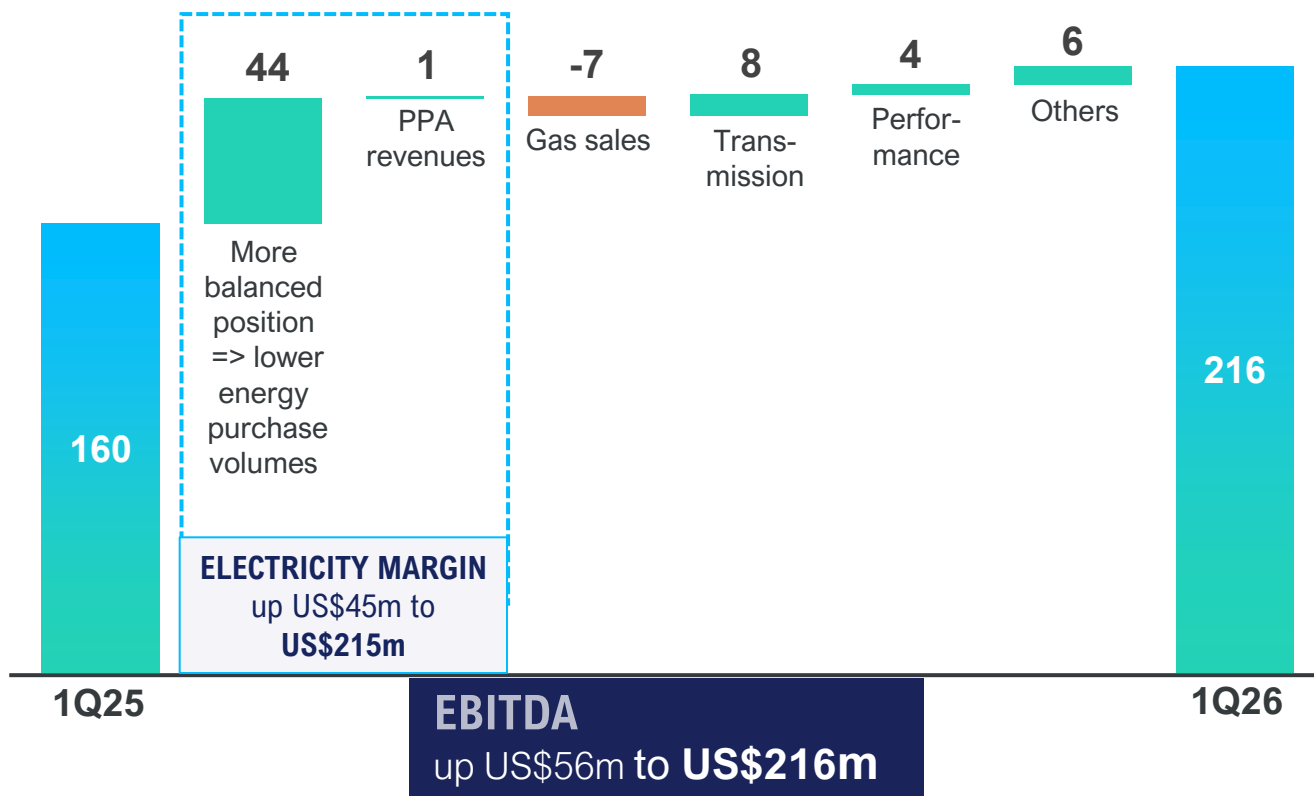 44
More
balanced
position
=> lower
energy
purchase
volumes
1
PPA
revenues
-7
Gas sales
8
Trans-
mission
4
Perfor-
mance
6
Others
160
216
ELECTRICITY MARGIN
up US$45m to
US$215m
1Q25
1Q26
EBITDA
up US$56m to US$216m